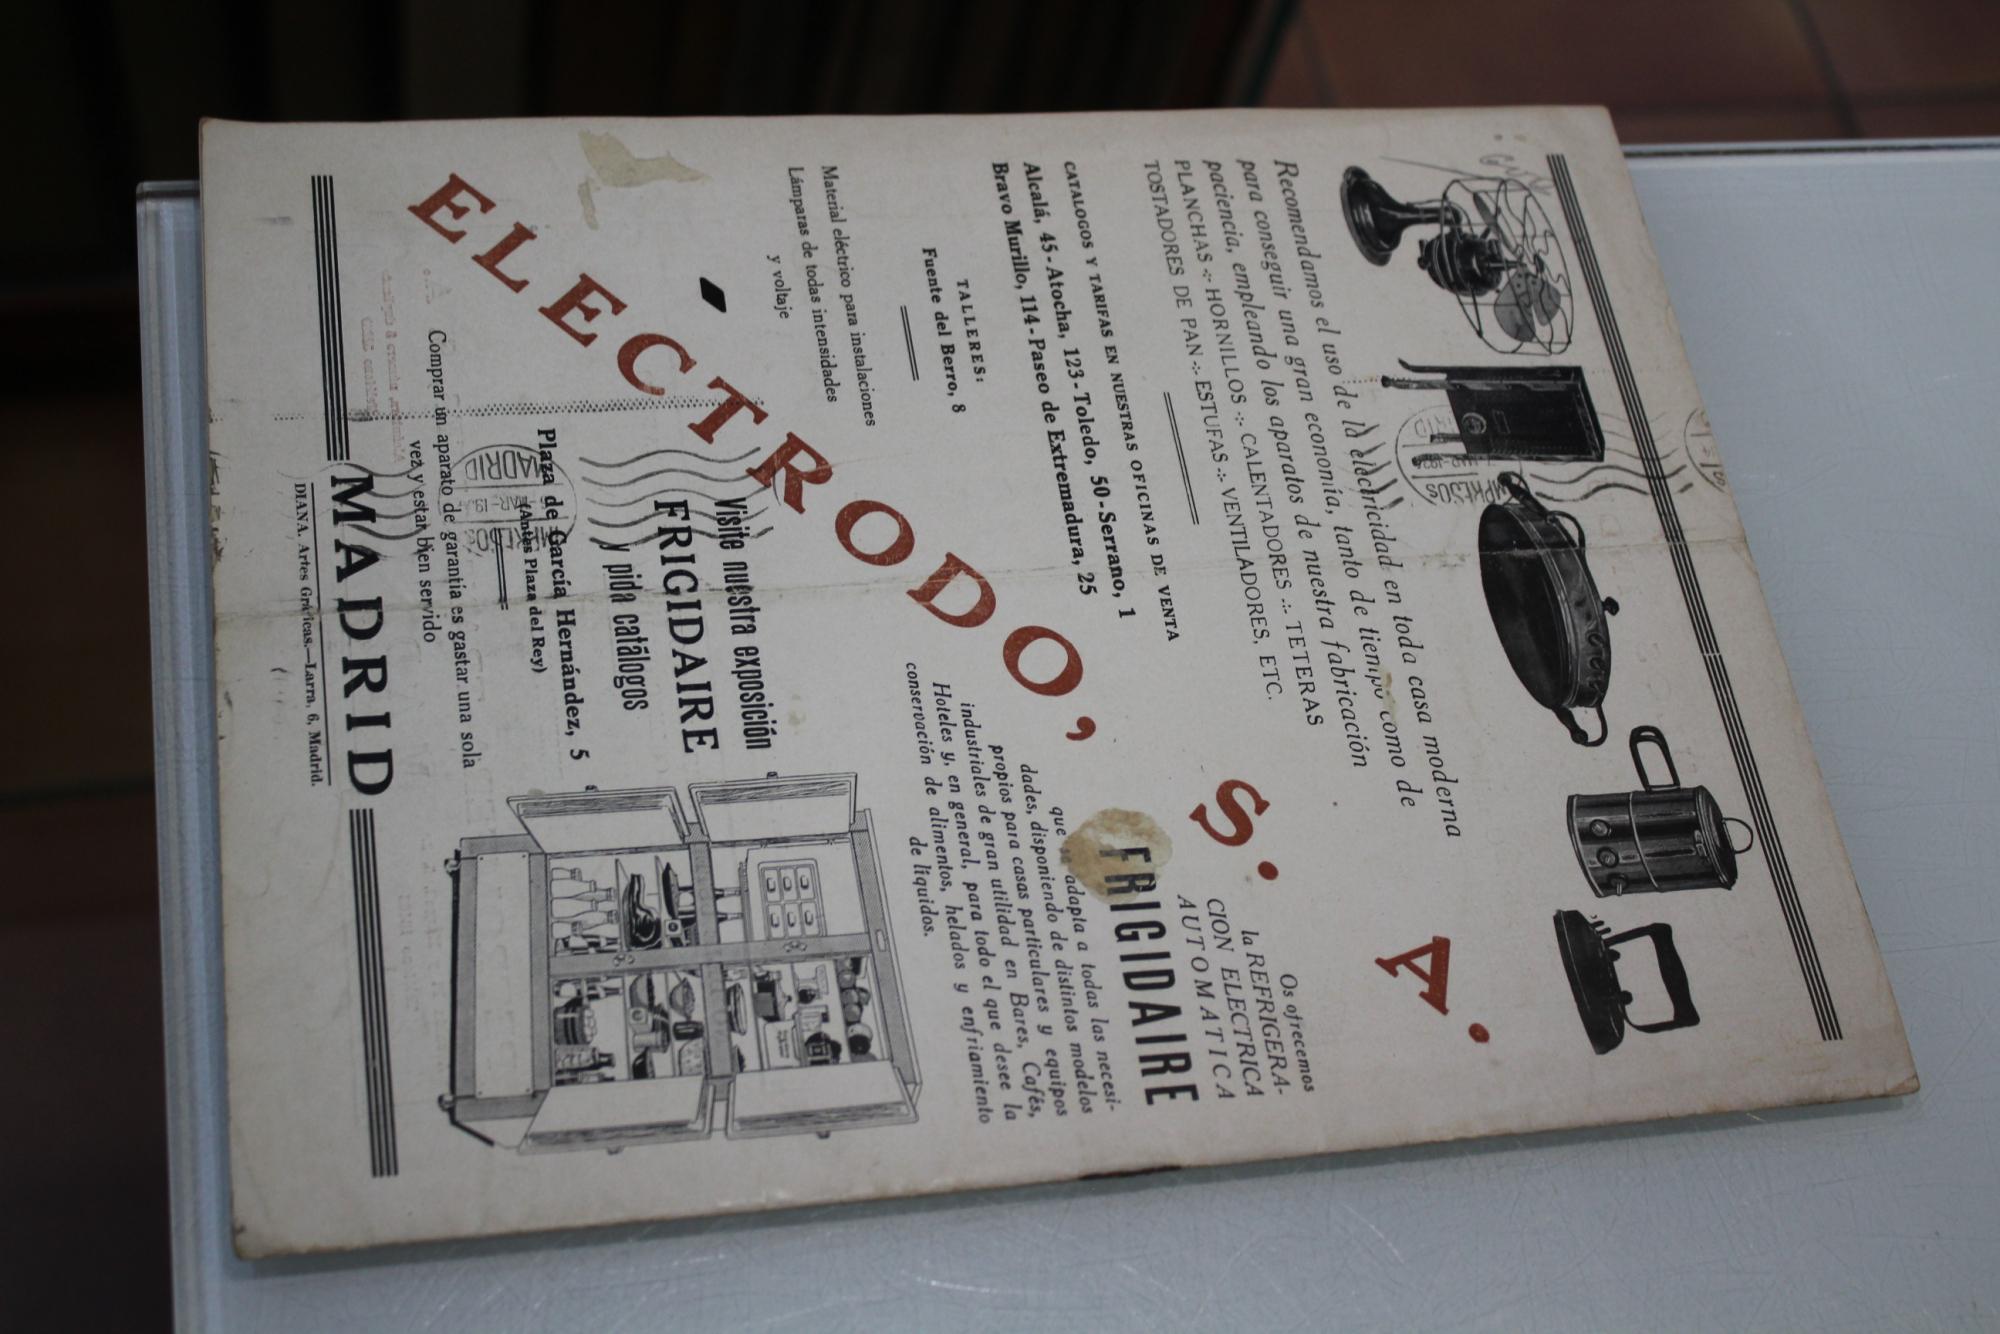 Recomendamos el uso de la electricidad en toda casa moderna
para conseguir una gran economía, tanto de tiempo como de
paciencia, empleando los aparatos de nuestra fabricación
PLANCHAS -:- HORNILLOS -:- CALENTADORES -:- TETERAS
TOSTADORES DE PAN -:- ESTUFAS -:- VENTILADORES, ETC.
CATALOGOS Y TARIFAS EN NUESTRAS OFICINAS DE VENTA
Alcalá, 45 - Atocha, 123 - Toledo, 50 - Serrano, 1
Bravo Murillo, 114 - Paseo de Extremadura, 25
TALLERES:
Fuente del Berro, 8
Material eléctrico para instalaciones
Lámparas de todas intensidades
y voltaje
ELECTRODO, S. A.
Os ofrecemos
la REFRIGERA-
CION ELECTRICA
AUTOMATICA
FRIGIDAIRE
que se adapta a todas las necesi-
dades, disponiendo de distintos modelos
propios para casas particulares y equipos
industriales de gran utilidad en Bares, Cafés,
Hoteles y, en general, para todo el que desee la
conservación de alimentos, helados y enfriamiento
de líquidos.
Visite nuestra exposición
FRIGIDAIRE
y pida catálogos
Plaza de García Hernández, 5
(Antes Plaza del Rey)
Comprar un aparato de garantía es gastar una sola
vez y estar bien servido
MADRID
DIANA. Artes Gráficas.—Larra, 6, Madrid.
MADRID